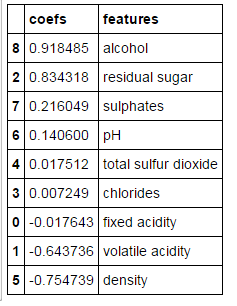 coefs features
8 0.918485 alcohol
2 0.834318 residual sugar
7 0.216049 sulphates
6 0.140600 pH
4 0.017512 total sulfur dioxide
3 0.007249 chlorides
0 -0.017643 fixed acidity
1 -0.643736 volatile acidity
5 -0.754739 density